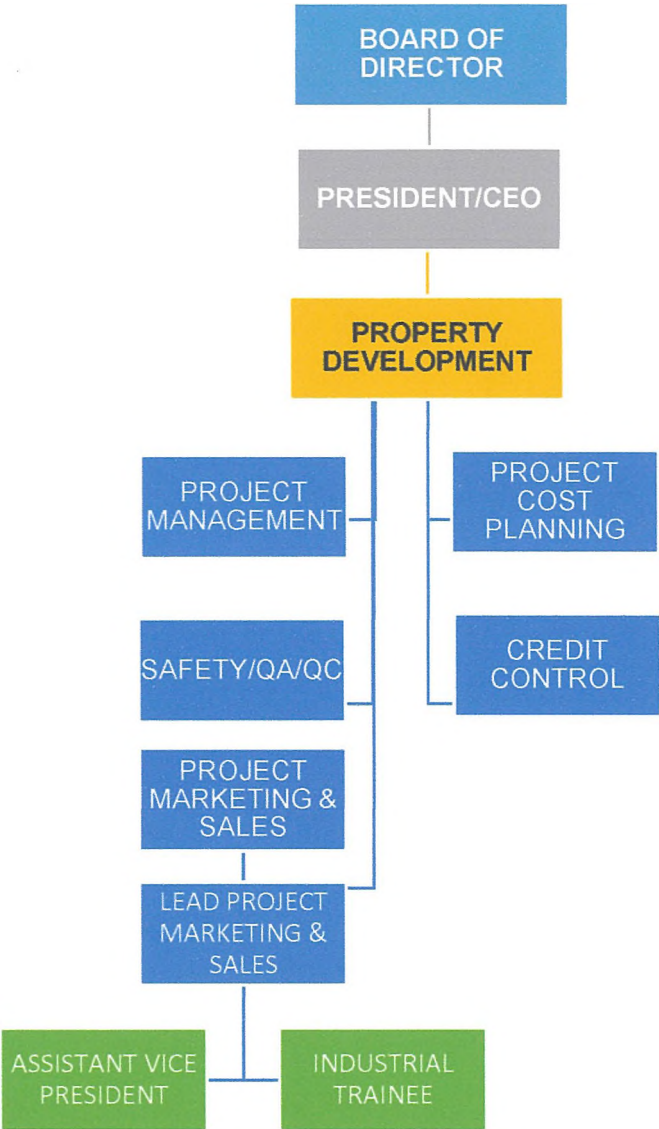 BOARD OF
DIRECTOR
PRESIDENT/CEO
PROPERTY
DEVELOPMENT
PROJECT
MANAGEMENT
PROJECT
COST
PLANNING
SAFETY/QA/QC
CREDIT
CONTROL
PROJECT
MARKETING &
SALES
LEAD PROJECT
MARKETING &
SALES
ASSISTANT VICE
PRESIDENT
INDUSTRIAL
TRAINEE